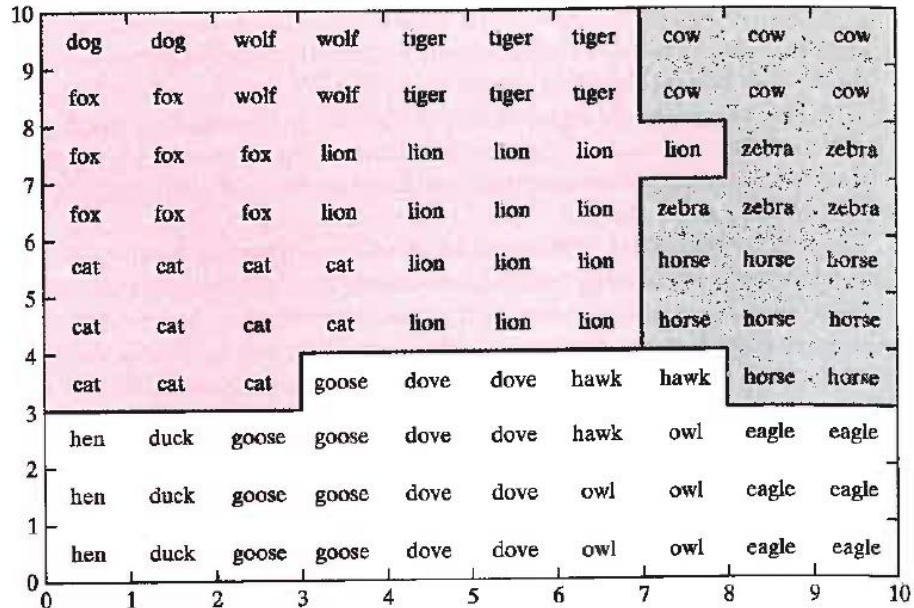 10
dog dog wolf wolf tiger tiger tiger cow cow cow
9
fox fox wolf wolf tiger tiger tiger cow cow cow
8
fox fox fox lion lion lion lion lion zebra zebra
7
fox fox fox lion lion lion lion zebra zebra zebra
6
cat cat cat cat lion lion lion horse horse horse
5
cat cat cat cat lion lion lion horse horse horse
4
cat cat cat goose dove dove hawk hawk horse horse
3
hen duck goose goose dove dove hawk owl eagle eagle
2
hen duck goose goose dove dove owl owl eagle eagle
1
hen duck goose goose dove dove owl owl eagle eagle
0
0 1 2 3 4 5 6 7 8 9 10